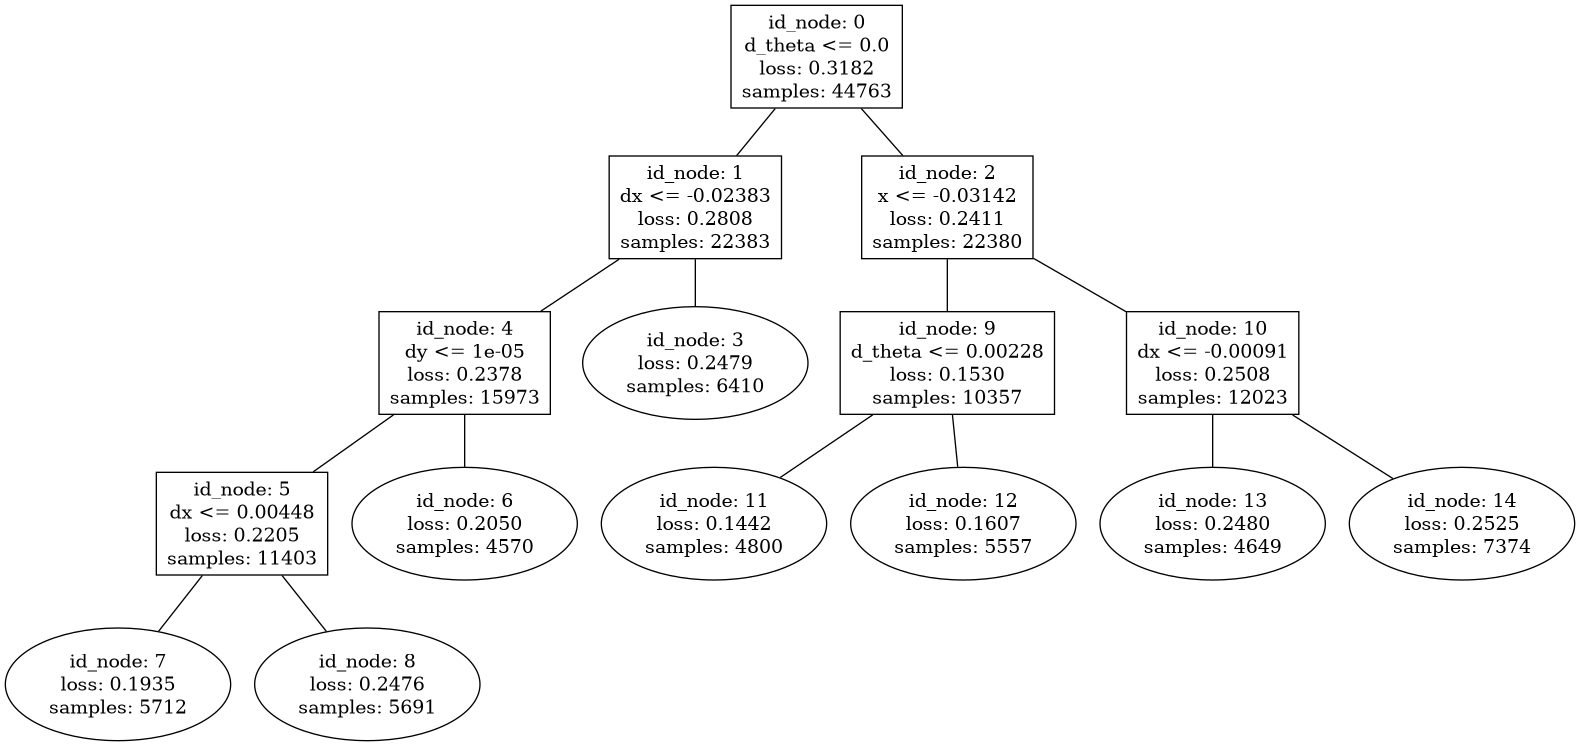 id_node: 0
d_theta <= 0.0
loss: 0.3182
samples: 44763
id_node: 1
dx <= -0.02383
loss: 0.2808
samples: 22383
id_node: 2
x <= -0.03142
loss: 0.2411
samples: 22380
id_node: 4
dy <= 1e-05
loss: 0.2378
samples: 15973
id_node: 3
loss: 0.2479
samples: 6410
id_node: 9
d_theta <= 0.00228
loss: 0.1530
samples: 10357
id_node: 10
dx <= -0.00091
loss: 0.2508
samples: 12023
id_node: 5
dx <= 0.00448
loss: 0.2205
samples: 11403
id_node: 6
loss: 0.2050
samples: 4570
id_node: 11
loss: 0.1442
samples: 4800
id_node: 12
loss: 0.1607
samples: 5557
id_node: 13
loss: 0.2480
samples: 4649
id_node: 14
loss: 0.2525
samples: 7374
id_node: 7
loss: 0.1935
samples: 5712
id_node: 8
loss: 0.2476
samples: 5691